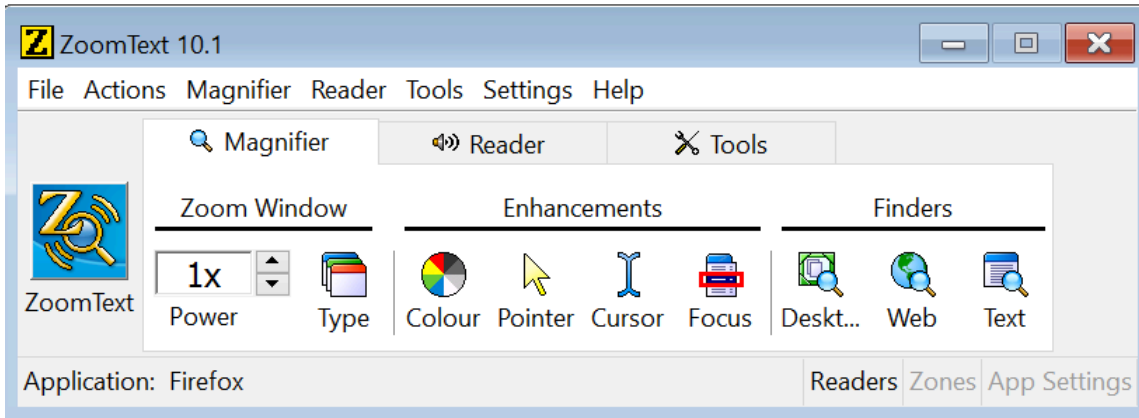 Z ZoomText 10.1
File Actions Magnifier Reader Tools Settings Help
Magnifier Reader Tools
Zoom Window Enhancements Finders
1x
ZoomText Power Type Colour Pointer Cursor Focus Deskt... Web Text
Application: Firefox Readers Zones App Settings